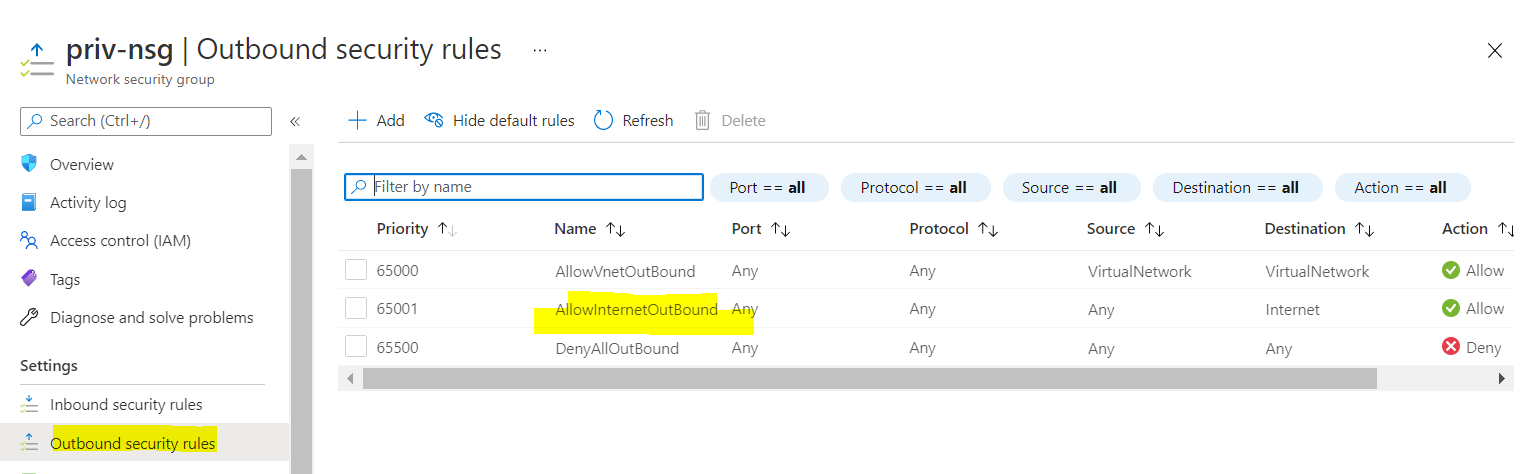 priv-nsg | Outbound security rules ...
Network security group
Search (Ctrl+/) «
Overview
Activity log
Access control (IAM)
Tags
Diagnose and solve problems
Settings
Inbound security rules
Outbound security rules
Add Hide default rules Refresh Delete
Filter by name Port == all Protocol == all Source == all Destination == all Action == all
Priority Name Port Protocol Source Destination Action
65000 AllowVnetOutBound Any Any VirtualNetwork VirtualNetwork Allow
65001 AllowInternetOutBound Any Any Any Internet Allow
65500 DenyAllOutBound Any Any Any Any Deny